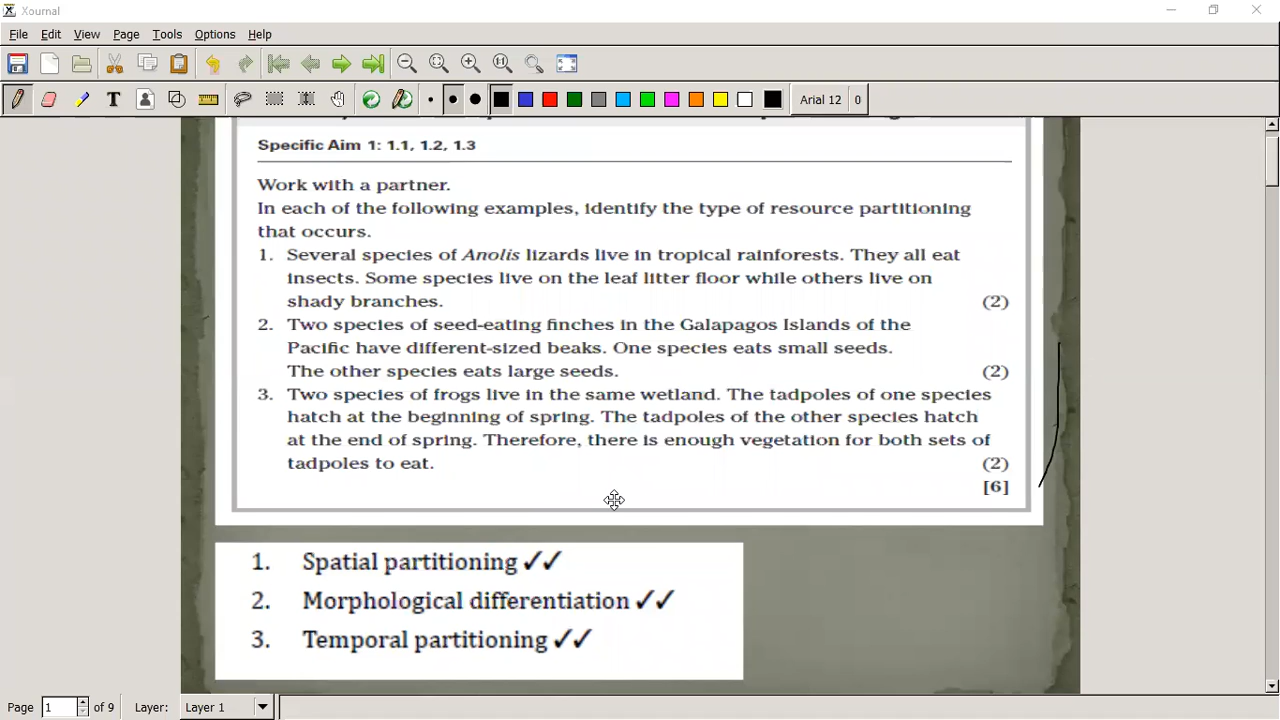 Xournal
File Edit View Page Tools Options Help
Arial 12 0
Specific Aim 1: 1.1, 1.2, 1.3
Work with a partner.
In each of the following examples, identify the type of resource partitioning
that occurs.
1. Several species of Anolis lizards live in tropical rainforests. They all eat
insects. Some species live on the leaf litter floor while others live on
shady branches. (2)
2. Two species of seed-eating finches in the Galapagos Islands of the
Pacific have different-sized beaks. One species eats small seeds.
The other species eats large seeds. (2)
3. Two species of frogs live in the same wetland. The tadpoles of one species
hatch at the beginning of spring. The tadpoles of the other species hatch
at the end of spring. Therefore, there is enough vegetation for both sets of
tadpoles to eat. (2)
[6]
1. Spatial partitioning ✓✓
2. Morphological differentiation ✓✓
3. Temporal partitioning ✓✓
Page 1 of 9 Layer: Layer 1